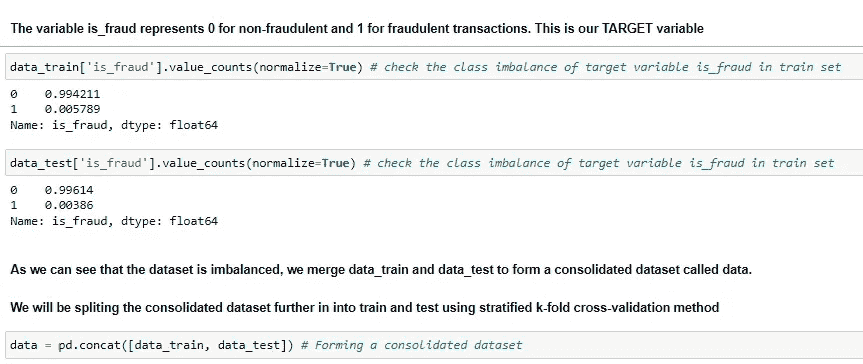 The variable is_fraud represents 0 for non-fraudulent and 1 for fraudulent transactions. This is our TARGET variable
data_train['is_fraud'].value_counts(normalize=True) # check the class imbalance of target variable is_fraud in train set
0    0.994211
1    0.005789
Name: is_fraud, dtype: float64
data_test['is_fraud'].value_counts(normalize=True) # check the class imbalance of target variable is_fraud in train set
0    0.99614
1    0.00386
Name: is_fraud, dtype: float64
As we can see that the dataset is imbalanced, we merge data_train and data_test to form a consolidated dataset called data.
We will be spliting the consolidated dataset further in into train and test using stratified k-fold cross-validation method
data = pd.concat([data_train, data_test]) # Forming a consolidated dataset